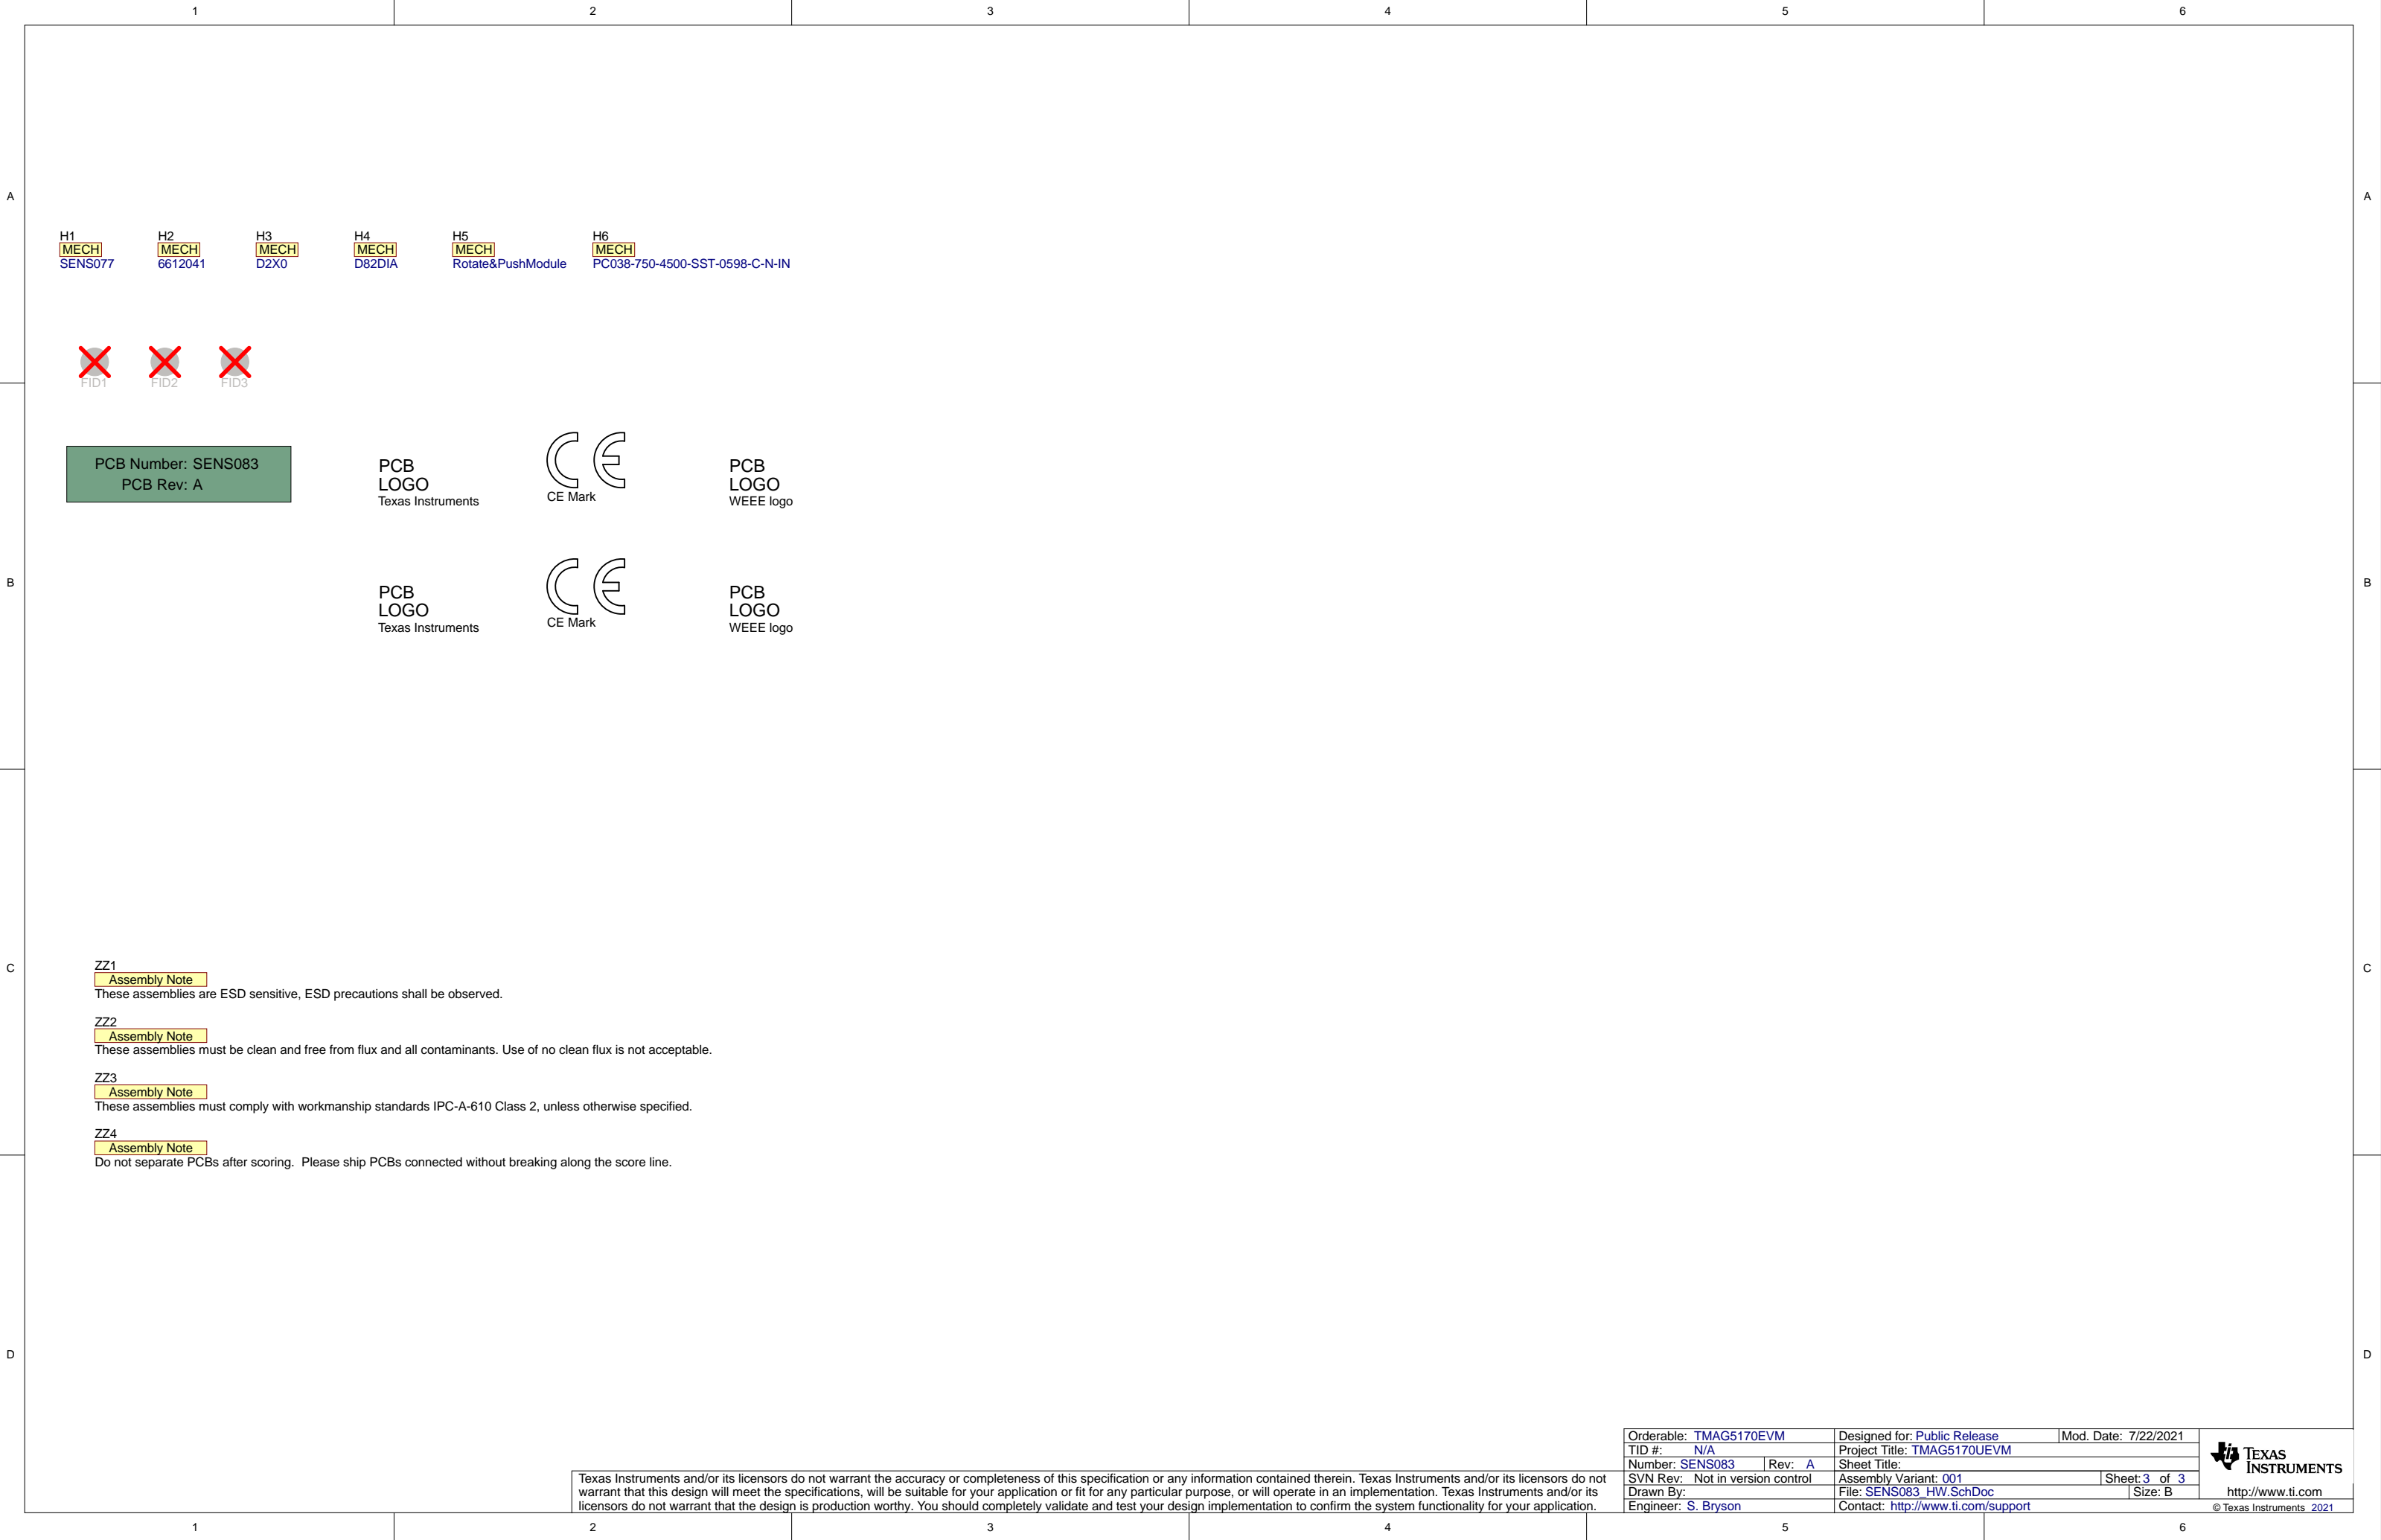 1 2 3 4 5 6
A A
H1 H2 H3 H4 H5 H6
MECH MECH MECH MECH MECH MECH
SENS077 6612041 D2X0 D82DIA Rotate&PushModule PC038-750-4500-SST-0598-C-N-IN
FID1 FID2 FID3
PCB Number: SENS083
PCB Rev: A
PCB
LOGO
Texas Instruments
CE
CE Mark
PCB
LOGO
WEEE logo
B B
PCB
LOGO
Texas Instruments
CE
CE Mark
PCB
LOGO
WEEE logo
C C
ZZ1
Assembly Note
These assemblies are ESD sensitive, ESD precautions shall be observed.
ZZ2
Assembly Note
These assemblies must be clean and free from flux and all contaminants. Use of no clean flux is not acceptable.
ZZ3
Assembly Note
These assemblies must comply with workmanship standards IPC-A-610 Class 2, unless otherwise specified.
ZZ4
Assembly Note
Do not separate PCBs after scoring. Please ship PCBs connected without breaking along the score line.
D D
Texas Instruments and/or its licensors do not warrant the accuracy or completeness of this specification or any information contained therein. Texas Instruments and/or its licensors do not
warrant that this design will meet the specifications, will be suitable for your application or fit for any particular purpose, or will operate in an implementation. Texas Instruments and/or its
licensors do not warrant that the design is production worthy. You should completely validate and test your design implementation to confirm the system functionality for your application.
Orderable: TMAG5170EVM Designed for: Public Release Mod. Date: 7/22/2021
TID #: N/A Project Title: TMAG5170UEVM
Number: SENS083 Rev: A Sheet Title:
SVN Rev: Not in version control Assembly Variant: 001 Sheet: 3 of 3
Drawn By: File: SENS083_HW.SchDoc Size: B
Engineer: S. Bryson Contact: http://www.ti.com/support
TEXAS
INSTRUMENTS
http://www.ti.com
© Texas Instruments 2021
1 2 3 4 5 6